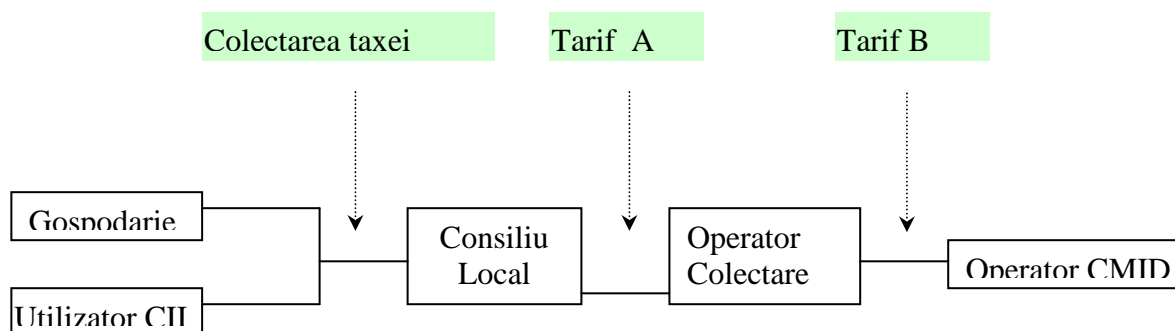 Colectarea taxei
Tarif A
Tarif B
Gospodarie
Consiliu
Local
Operator
Colectare
Operator CMID
Utilizator CII